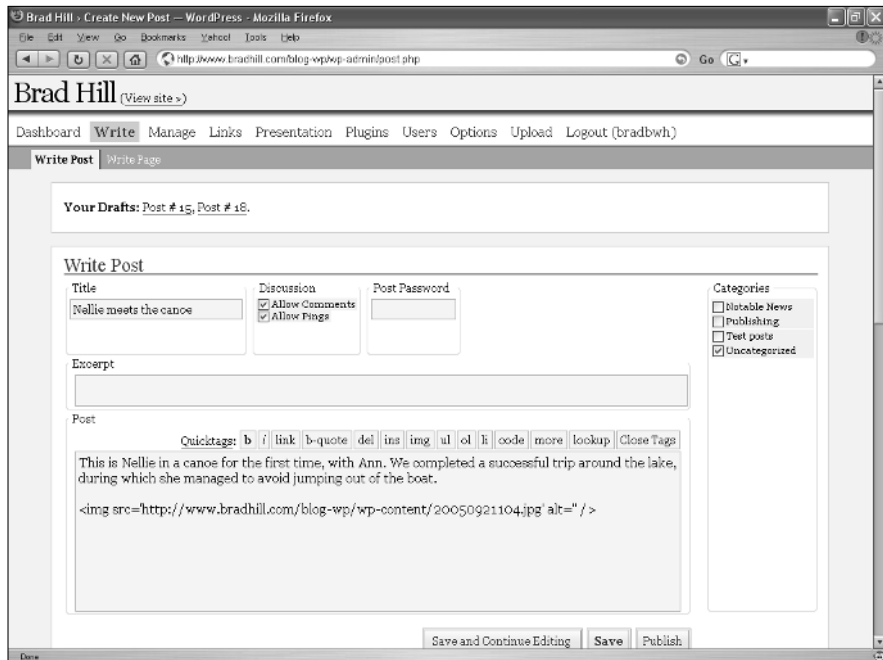 Brad Hill › Create New Post — WordPress - Mozilla Firefox
File Edit View Go Bookmarks Yahoo! Tools Help
http://www.bradhill.com/blog-wp/wp-admin/post.php Go G
Brad Hill (View site »)
Dashboard Write Manage Links Presentation Plugins Users Options Upload Logout (bradbwh)
Write Post Write Page
Your Drafts: Post # 15, Post # 18.
Write Post
Title Discussion Post Password Categories
Nellie meets the canoe
Allow Comments
Allow Pings
Notable News
Publishing
Test posts
Uncategorized
Excerpt
Post
Quicktags: b i link b-quote del ins img ul ol li code more lookup Close Tags
This is Nellie in a canoe for the first time, with Ann. We completed a successful trip around the lake,
during which she managed to avoid jumping out of the boat.
<img src='http://www.bradhill.com/blog-wp/wp-content/20050921104.jpg' alt='' />
Save and Continue Editing Save Publish
Done